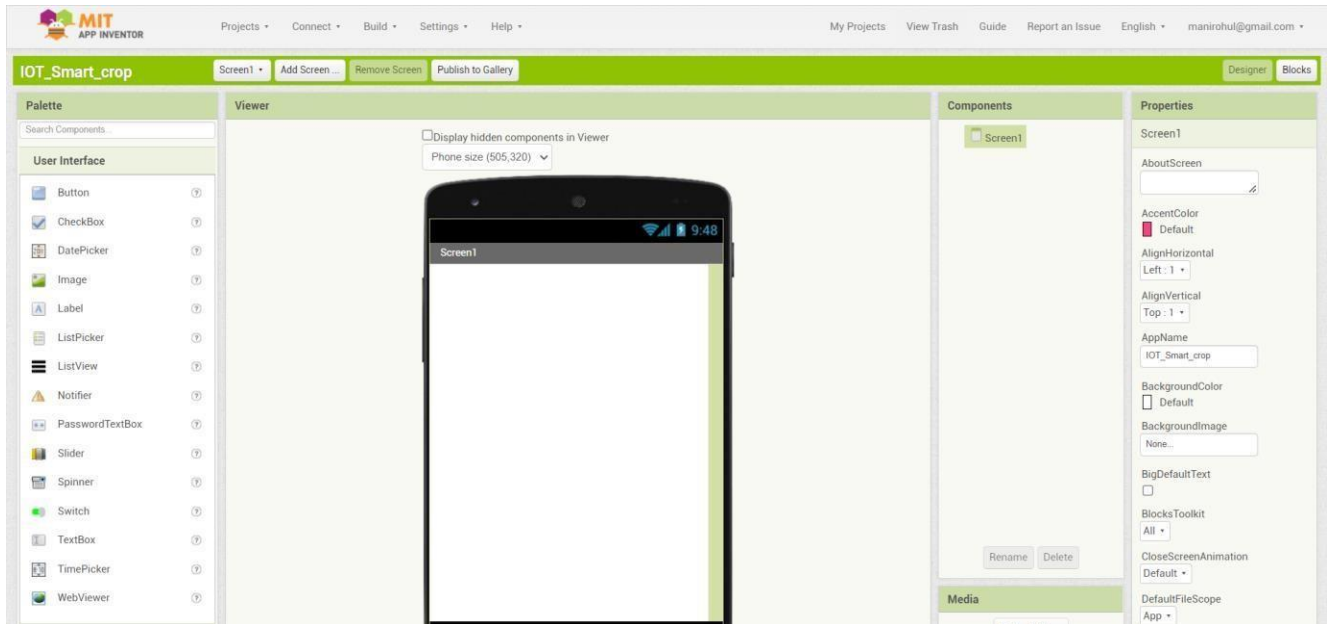 MIT
APP INVENTOR
Projects Connect Build Settings Help My Projects View Trash Guide Report an Issue English manirohul@gmail.com
IOT_Smart_crop Screen1 Add Screen ... Remove Screen Publish to Gallery Designer Blocks
Palette
Search Components...
User Interface
Button
CheckBox
DatePicker
Image
Label
ListPicker
ListView
Notifier
PasswordTextBox
Slider
Spinner
Switch
TextBox
TimePicker
WebViewer
Viewer
Display hidden components in Viewer
Phone size (505,320)
9:48
Screen1
Components
Screen1
Rename Delete
Media
Properties
Screen1
AboutScreen
AccentColor
Default
AlignHorizontal
Left : 1
AlignVertical
Top : 1
AppName
IOT_Smart_crop
BackgroundColor
Default
BackgroundImage
None...
BigDefaultText
BlocksToolkit
All
CloseScreenAnimation
Default
DefaultFileScope
App